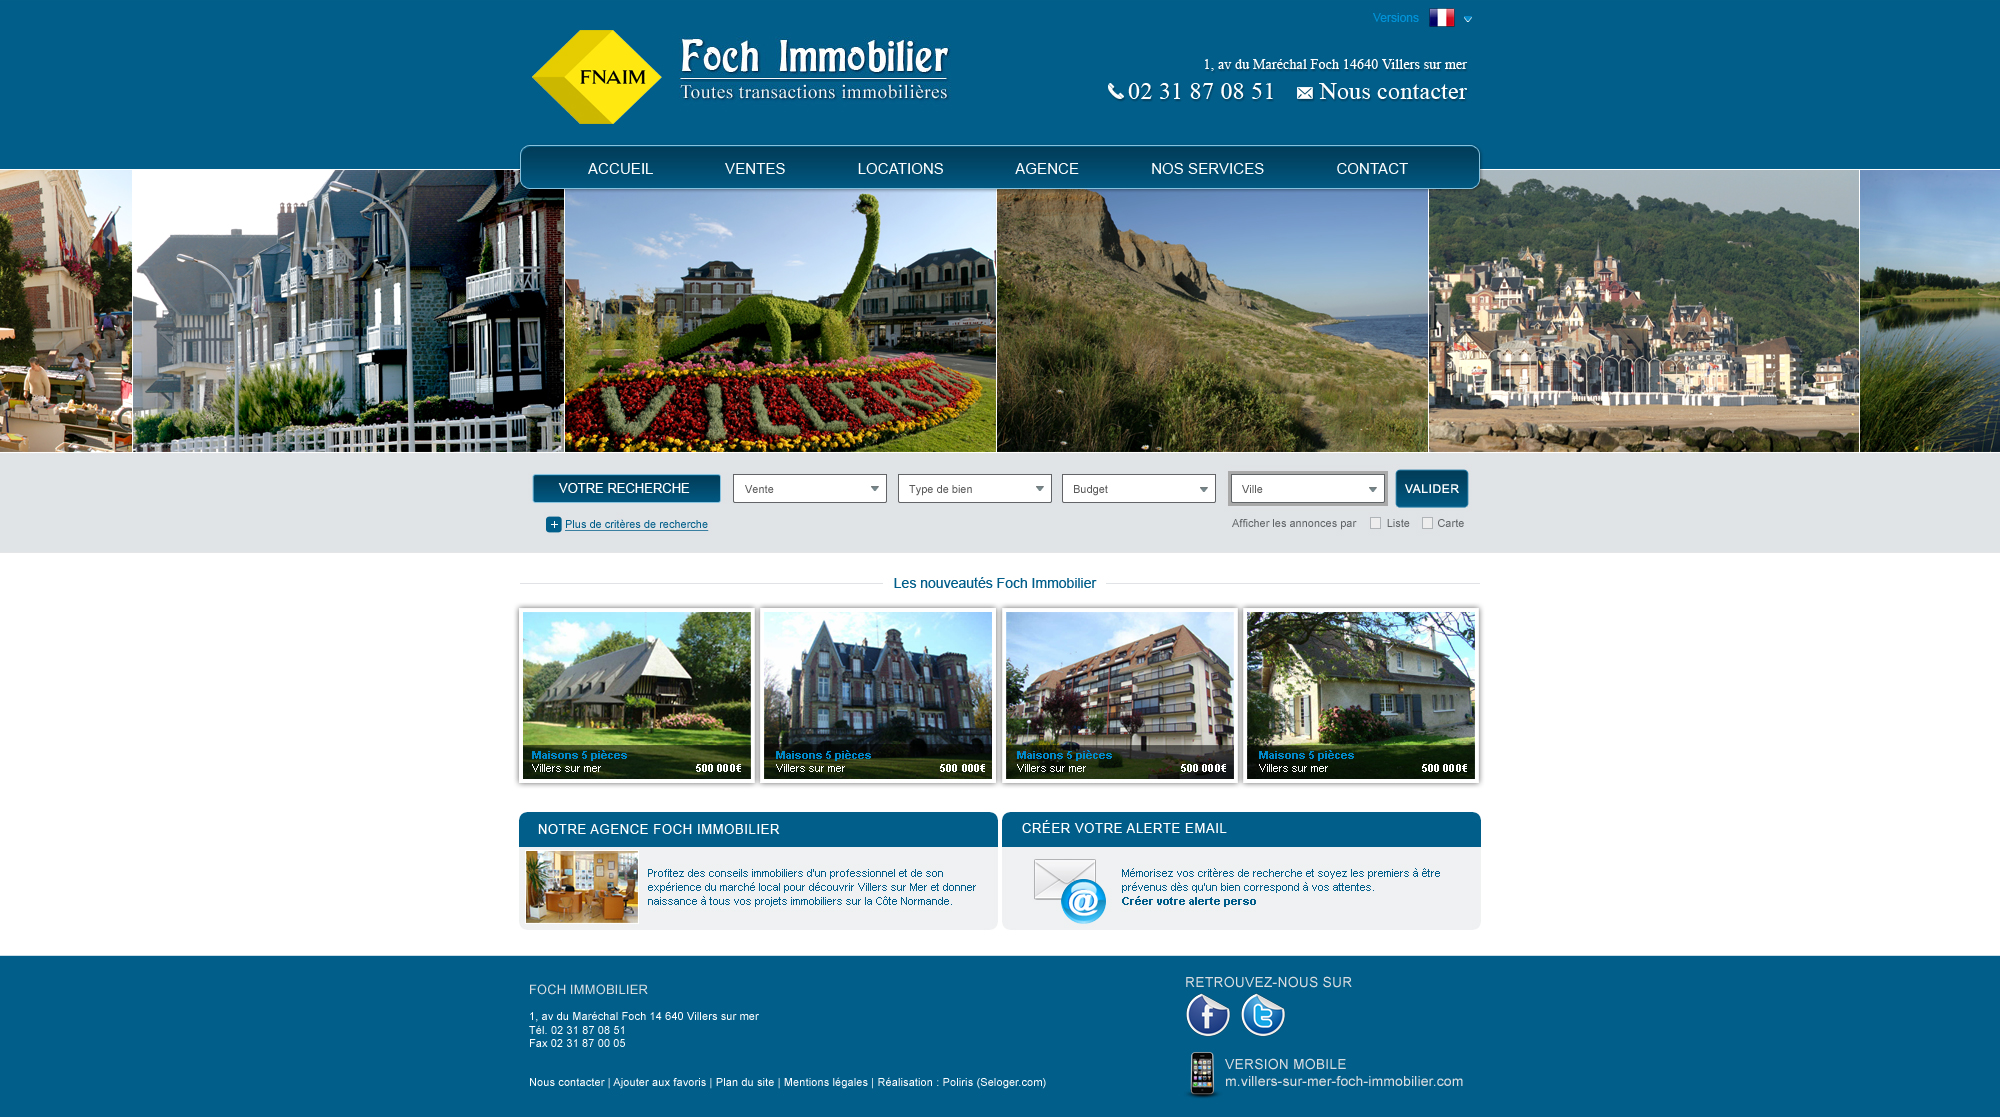 Versions
FNAIM
Foch Immobilier
Toutes transactions immobilières
1, av du Maréchal Foch 14640 Villers sur mer
02 31 87 08 51 Nous contacter
ACCUEIL VENTES LOCATIONS AGENCE NOS SERVICES CONTACT
VILLERS
VOTRE RECHERCHE Vente Type de bien Budget Ville VALIDER
Plus de critères de recherche Afficher les annonces par Liste Carte
Les nouveautés Foch Immobilier
Maisons 5 pièces
Villers sur mer 500 000€
Maisons 5 pièces
Villers sur mer 500 000€
Maisons 5 pièces
Villers sur mer 500 000€
Maisons 5 pièces
Villers sur mer 500 000€
NOTRE AGENCE FOCH IMMOBILIER
Profitez des conseils immobiliers d'un professionnel et de son
expérience du marché local pour découvrir Villers sur Mer et donner
naissance à tous vos projets immobiliers sur la Côte Normande.
CRÉER VOTRE ALERTE EMAIL
Mémorisez vos critères de recherche et soyez les premiers à être
prévenus dès qu'un bien correspond à vos attentes.
Créer votre alerte perso
FOCH IMMOBILIER
1, av du Maréchal Foch 14 640 Villers sur mer
Tél. 02 31 87 08 51
Fax 02 31 87 00 05
Nous contacter | Ajouter aux favoris | Plan du site | Mentions légales | Réalisation : Poliris (Seloger.com)
RETROUVEZ-NOUS SUR
VERSION MOBILE
m.villers-sur-mer-foch-immobilier.com